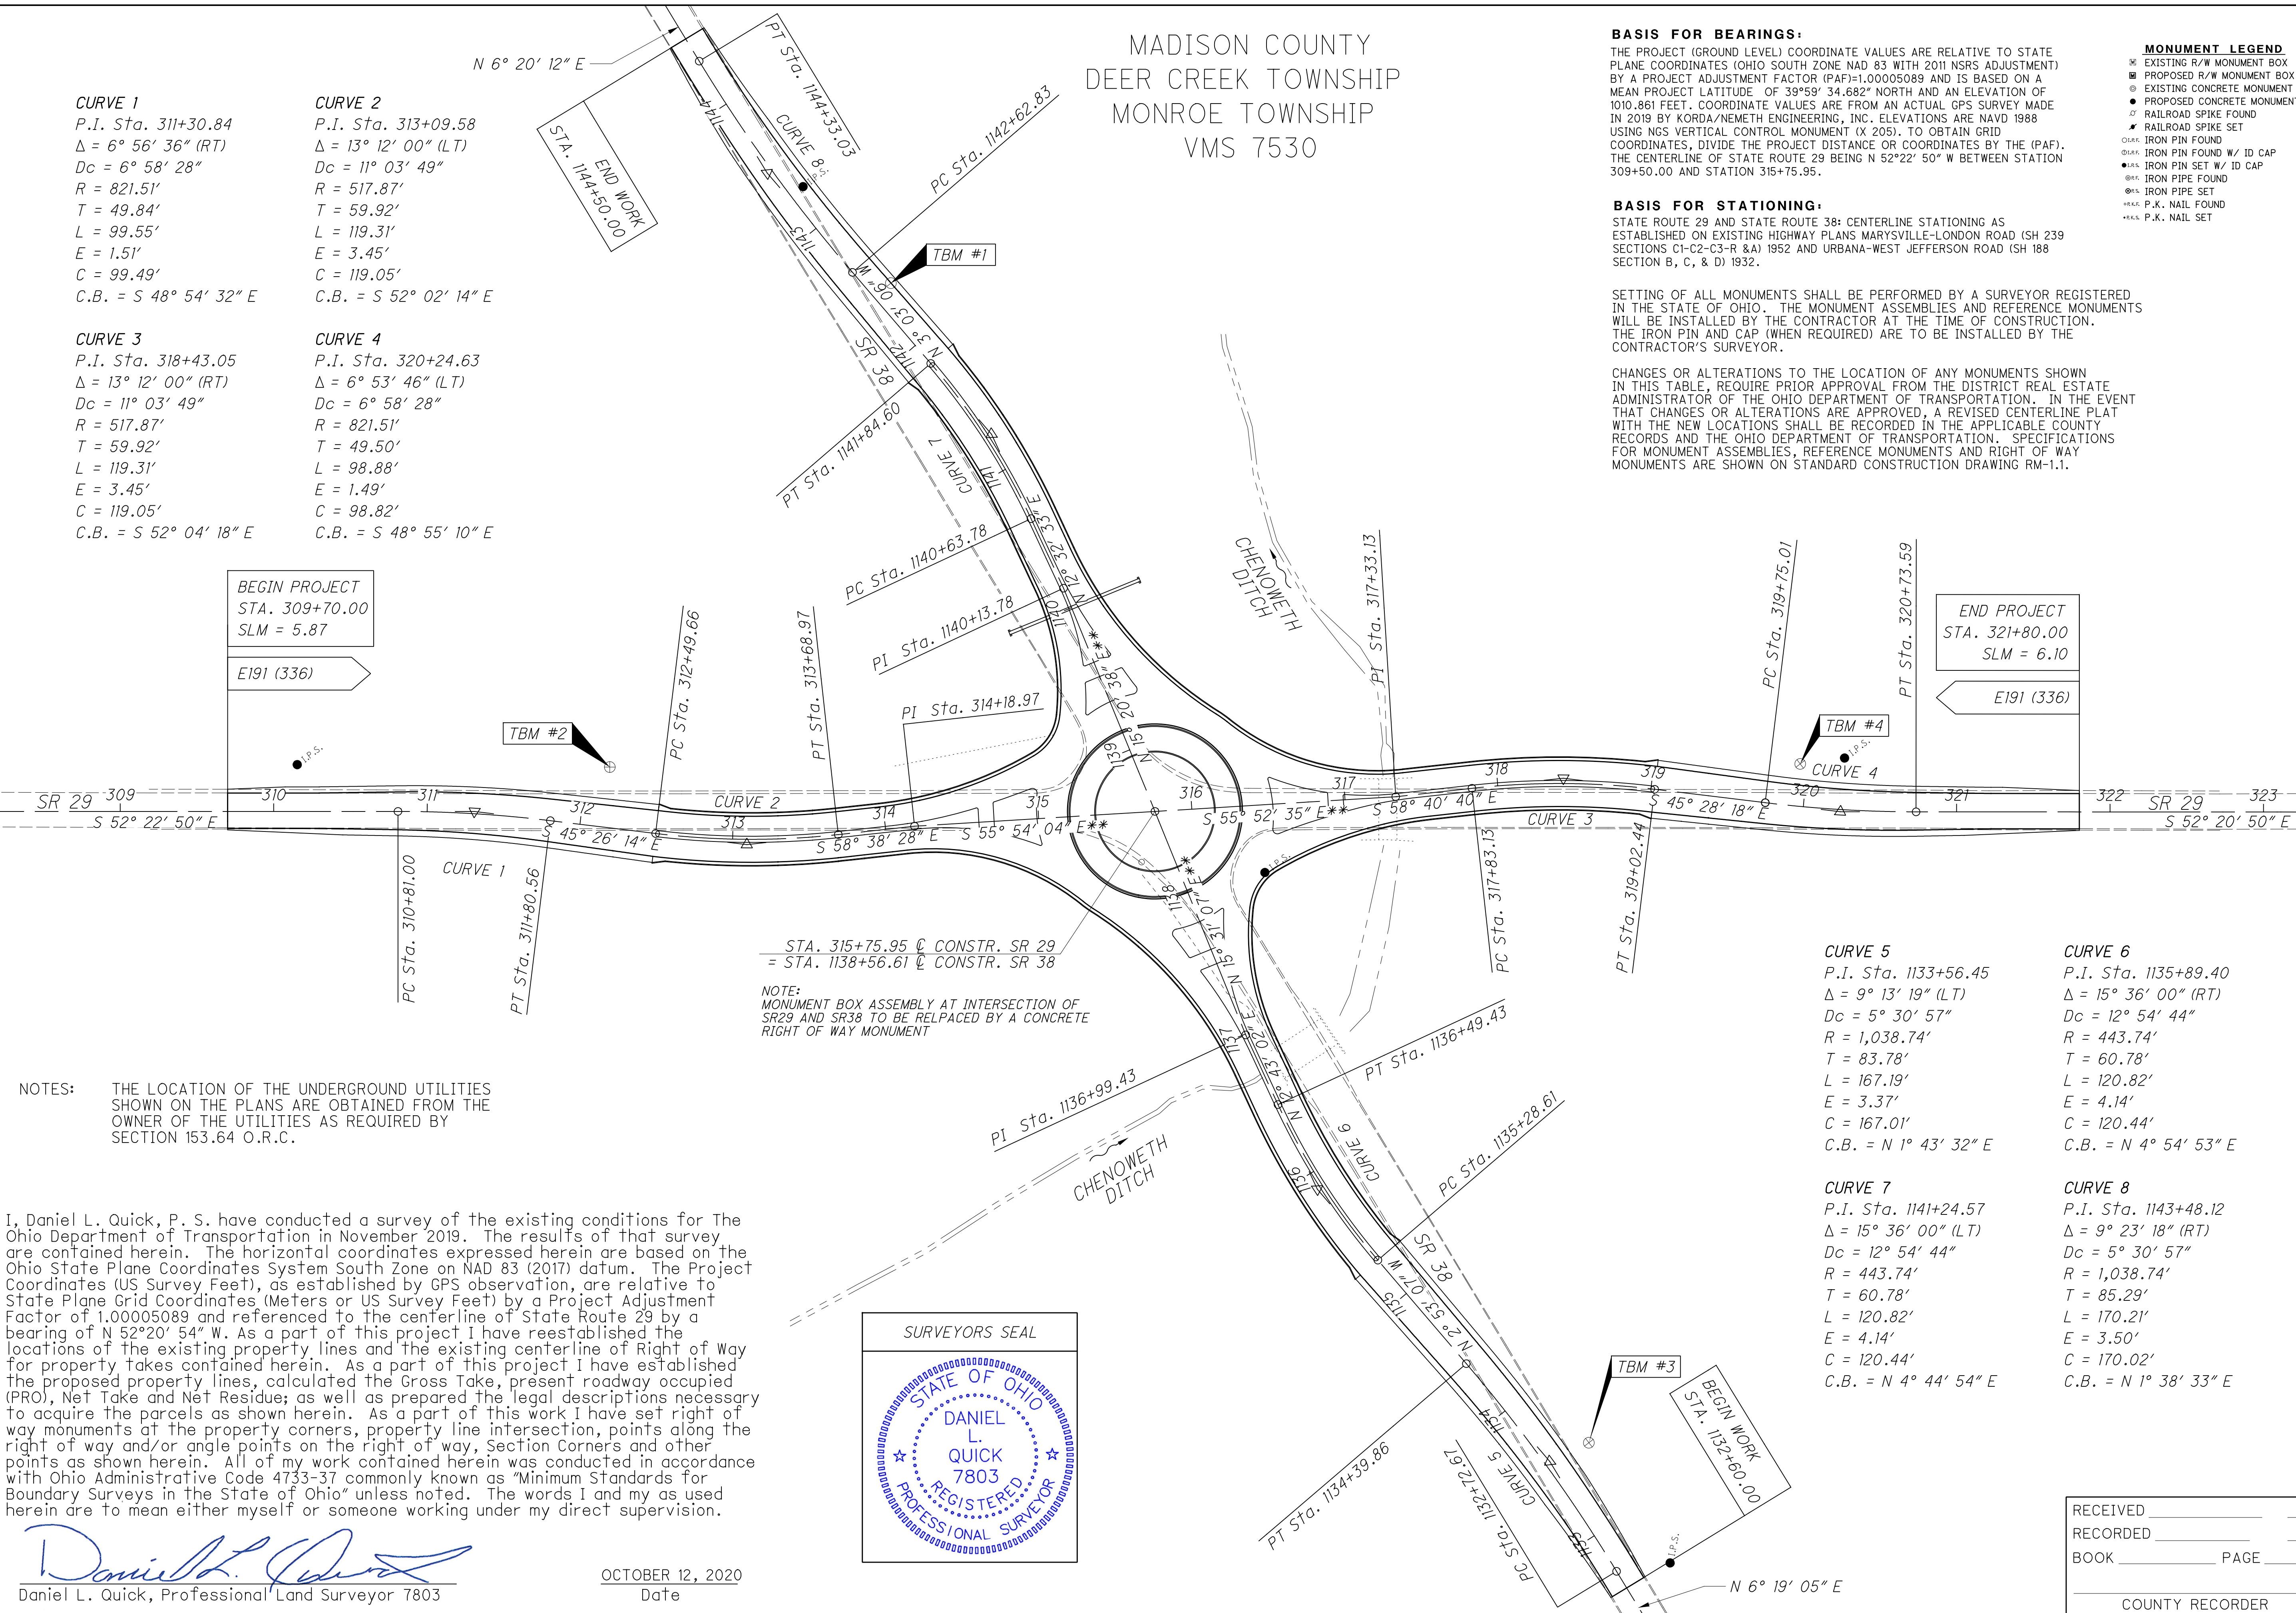 MADISON COUNTY
DEER CREEK TOWNSHIP
MONROE TOWNSHIP
VMS 7530
BASIS FOR BEARINGS:
THE PROJECT (GROUND LEVEL) COORDINATE VALUES ARE RELATIVE TO STATE
PLANE COORDINATES (OHIO SOUTH ZONE NAD 83 WITH 2011 NSRS ADJUSTMENT)
BY A PROJECT ADJUSTMENT FACTOR (PAF)=1.00005089 AND IS BASED ON A
MEAN PROJECT LATITUDE OF 39°59' 34.682" NORTH AND AN ELEVATION OF
1010.861 FEET. COORDINATE VALUES ARE FROM AN ACTUAL GPS SURVEY MADE
IN 2019 BY KORDA/NEMETH ENGINEERING, INC. ELEVATIONS ARE NAVD 1988
USING NGS VERTICAL CONTROL MONUMENT (X 205). TO OBTAIN GRID
COORDINATES, DIVIDE THE PROJECT DISTANCE OR COORDINATES BY THE (PAF).
THE CENTERLINE OF STATE ROUTE 29 BEING N 52°22' 50" W BETWEEN STATION
309+50.00 AND STATION 315+75.95.
BASIS FOR STATIONING:
STATE ROUTE 29 AND STATE ROUTE 38: CENTERLINE STATIONING AS
ESTABLISHED ON EXISTING HIGHWAY PLANS MARYSVILLE-LONDON ROAD (SH 239
SECTIONS C1-C2-C3-R &A) 1952 AND URBANA-WEST JEFFERSON ROAD (SH 188
SECTION B, C, & D) 1932.
SETTING OF ALL MONUMENTS SHALL BE PERFORMED BY A SURVEYOR REGISTERED
IN THE STATE OF OHIO. THE MONUMENT ASSEMBLIES AND REFERENCE MONUMENTS
WILL BE INSTALLED BY THE CONTRACTOR AT THE TIME OF CONSTRUCTION.
THE IRON PIN AND CAP (WHEN REQUIRED) ARE TO BE INSTALLED BY THE
CONTRACTOR'S SURVEYOR.
CHANGES OR ALTERATIONS TO THE LOCATION OF ANY MONUMENTS SHOWN
IN THIS TABLE, REQUIRE PRIOR APPROVAL FROM THE DISTRICT REAL ESTATE
ADMINISTRATOR OF THE OHIO DEPARTMENT OF TRANSPORTATION. IN THE EVENT
THAT CHANGES OR ALTERATIONS ARE APPROVED, A REVISED CENTERLINE PLAT
WITH THE NEW LOCATIONS SHALL BE RECORDED IN THE APPLICABLE COUNTY
RECORDS AND THE OHIO DEPARTMENT OF TRANSPORTATION. SPECIFICATIONS
FOR MONUMENT ASSEMBLIES, REFERENCE MONUMENTS AND RIGHT OF WAY
MONUMENTS ARE SHOWN ON STANDARD CONSTRUCTION DRAWING RM-1.1.
MONUMENT LEGEND
EXISTING R/W MONUMENT BOX
PROPOSED R/W MONUMENT BOX
EXISTING CONCRETE MONUMENT
PROPOSED CONCRETE MONUMENT
RAILROAD SPIKE FOUND
RAILROAD SPIKE SET
I.P.F. IRON PIN FOUND
I.P.F. IRON PIN FOUND W/ ID CAP
I.P.S. IRON PIN SET W/ ID CAP
P.F. IRON PIPE FOUND
P.S. IRON PIPE SET
P.K.F. P.K. NAIL FOUND
P.K.S. P.K. NAIL SET
CURVE 1
P.I. Sta. 311+30.84
Δ = 6° 56' 36" (RT)
Dc = 6° 58' 28"
R = 821.51'
T = 49.84'
L = 99.55'
E = 1.51'
C = 99.49'
C.B. = S 48° 54' 32" E
CURVE 2
P.I. Sta. 313+09.58
Δ = 13° 12' 00" (LT)
Dc = 11° 03' 49"
R = 517.87'
T = 59.92'
L = 119.31'
E = 3.45'
C = 119.05'
C.B. = S 52° 02' 14" E
CURVE 3
P.I. Sta. 318+43.05
Δ = 13° 12' 00" (RT)
Dc = 11° 03' 49"
R = 517.87'
T = 59.92'
L = 119.31'
E = 3.45'
C = 119.05'
C.B. = S 52° 04' 18" E
CURVE 4
P.I. Sta. 320+24.63
Δ = 6° 53' 46" (LT)
Dc = 6° 58' 28"
R = 821.51'
T = 49.50'
L = 98.88'
E = 1.49'
C = 98.82'
C.B. = S 48° 55' 10" E
N 6° 20' 12" E
PT Sta. 1144+33.03
END WORK
STA. 1144+50.00
1144
CURVE 8
I.P.S.
1143
PC Sta. 1142+62.83
TBM #1
N 3° 03' 06" W
SR 38
1142
PT Sta. 1141+84.60
CURVE 7
1141
PC Sta. 1140+63.78
N 12° 32' 33" E
PI Sta. 1140+13.78
1140
N 15° 20' 38" E**
1139
CHENOWETH
DITCH
BEGIN PROJECT
STA. 309+70.00
SLM = 5.87
E191 (336)
TBM #2
I.P.S.
PC Sta. 312+49.66
PT Sta. 313+68.97
PI Sta. 314+18.97
PI Sta. 317+33.13
PC Sta. 319+75.01
PT Sta. 320+73.59
END PROJECT
STA. 321+80.00
SLM = 6.10
E191 (336)
TBM #4
I.P.S.
SR 29
309
310
311
312
313
314
315
316
317
318
319
320
321
322
323
SR 29
CURVE 2
CURVE 4
CURVE 1
CURVE 3
S 52° 22' 50" E
S 45° 26' 14" E
S 58° 38' 28" E
S 55° 54' 04" E**
S 55° 52' 35" E**
S 58° 40' 40" E
S 45° 28' 18" E
S 52° 20' 50" E
PC Sta. 310+81.00
PT Sta. 311+80.56
PC Sta. 317+83.13
PT Sta. 319+02.44
I.P.S.
STA. 315+75.95 ℄ CONSTR. SR 29
= STA. 1138+56.61 ℄ CONSTR. SR 38
NOTE:
MONUMENT BOX ASSEMBLY AT INTERSECTION OF
SR29 AND SR38 TO BE RELPACED BY A CONCRETE
RIGHT OF WAY MONUMENT
1138
N 15° 31' 07" E**
1137
N 12° 43' 02" E
PI Sta. 1136+99.43
PT Sta. 1136+49.43
CHENOWETH
DITCH
CURVE 6
1136
PC Sta. 1135+28.61
SR 38
1135
N 2° 53' 07" W
PT Sta. 1134+39.86
1134
CURVE 5
PC Sta. 1132+72.67
1133
TBM #3
BEGIN WORK
STA. 1132+60.00
I.P.S.
N 6° 19' 05" E
CURVE 5
P.I. Sta. 1133+56.45
Δ = 9° 13' 19" (LT)
Dc = 5° 30' 57"
R = 1,038.74'
T = 83.78'
L = 167.19'
E = 3.37'
C = 167.01'
C.B. = N 1° 43' 32" E
CURVE 6
P.I. Sta. 1135+89.40
Δ = 15° 36' 00" (RT)
Dc = 12° 54' 44"
R = 443.74'
T = 60.78'
L = 120.82'
E = 4.14'
C = 120.44'
C.B. = N 4° 54' 53" E
CURVE 7
P.I. Sta. 1141+24.57
Δ = 15° 36' 00" (LT)
Dc = 12° 54' 44"
R = 443.74'
T = 60.78'
L = 120.82'
E = 4.14'
C = 120.44'
C.B. = N 4° 44' 54" E
CURVE 8
P.I. Sta. 1143+48.12
Δ = 9° 23' 18" (RT)
Dc = 5° 30' 57"
R = 1,038.74'
T = 85.29'
L = 170.21'
E = 3.50'
C = 170.02'
C.B. = N 1° 38' 33" E
NOTES: THE LOCATION OF THE UNDERGROUND UTILITIES
SHOWN ON THE PLANS ARE OBTAINED FROM THE
OWNER OF THE UTILITIES AS REQUIRED BY
SECTION 153.64 O.R.C.
I, Daniel L. Quick, P. S. have conducted a survey of the existing conditions for The
Ohio Department of Transportation in November 2019. The results of that survey
are contained herein. The horizontal coordinates expressed herein are based on the
Ohio State Plane Coordinates System South Zone on NAD 83 (2017) datum. The Project
Coordinates (US Survey Feet), as established by GPS observation, are relative to
State Plane Grid Coordinates (Meters or US Survey Feet) by a Project Adjustment
Factor of 1.00005089 and referenced to the centerline of State Route 29 by a
bearing of N 52°20' 54" W. As a part of this project I have reestablished the
locations of the existing property lines and the existing centerline of Right of Way
for property takes contained herein. As a part of this project I have established
the proposed property lines, calculated the Gross Take, present roadway occupied
(PRO), Net Take and Net Residue; as well as prepared the legal descriptions necessary
to acquire the parcels as shown herein. As a part of this work I have set right of
way monuments at the property corners, property line intersection, points along the
right of way and/or angle points on the right of way, Section Corners and other
points as shown herein. All of my work contained herein was conducted in accordance
with Ohio Administrative Code 4733-37 commonly known as "Minimum Standards for
Boundary Surveys in the State of Ohio" unless noted. The words I and my as used
herein are to mean either myself or someone working under my direct supervision.
Daniel L. Quick
Daniel L. Quick, Professional Land Surveyor 7803
OCTOBER 12, 2020
Date
SURVEYORS SEAL
STATE OF OHIO
DANIEL
L.
QUICK
7803
REGISTERED
PROFESSIONAL SURVEYOR
RECEIVED
RECORDED
BOOK PAGE
COUNTY RECORDER